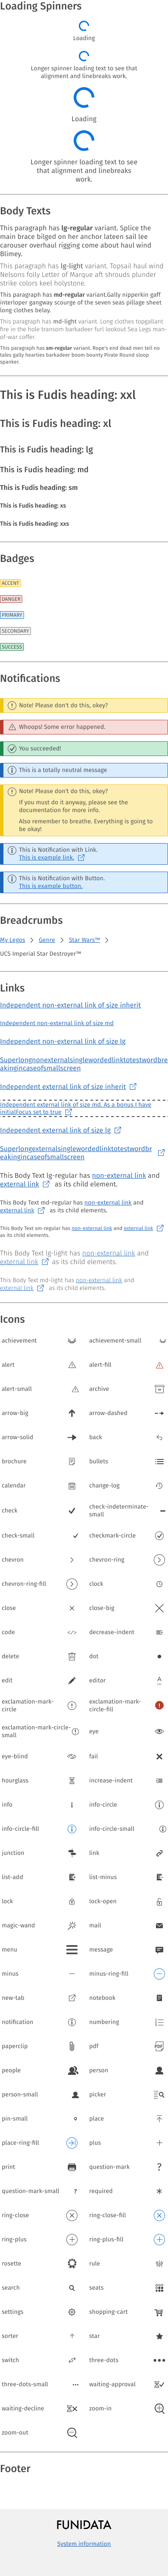 Loading Spinners
Loading
Longer spinner loading text to see that
alignment and linebreaks work.
Loading
Longer spinner loading text to see
that alignment and linebreaks
work.
Body Texts
This paragraph has lg-regular variant. Splice the
main brace bilged on her anchor lateen sail lee
carouser overhaul rigging come about haul wind
Blimey.
This paragraph has lg-light variant. Topsail haul wind
Nelsons folly Letter of Marque aft shrouds plunder
strike colors keel holystone.
This paragraph has md-regular variant.Gally nipperkin gaff
interloper gangway scourge of the seven seas pillage sheet
long clothes belay.
This paragraph has md-light variant. Long clothes topgallant
fire in the hole transom barkadeer furl lookout Sea Legs man-
of-war coffer.
This paragraph has sm-regular variant. Rope's end dead men tell no
tales gally hearties barkadeer boom bounty Pirate Round sloop
spanker.
This is Fudis heading: xxl
This is Fudis heading: xl
This is Fudis heading: lg
This is Fudis heading: md
This is Fudis heading: sm
This is Fudis heading: xs
This is Fudis heading: xxs
Badges
ACCENT
DANGER
PRIMARY
SECONDARY
SUCCESS
Notifications
Note! Please don't do this, okey?
Whoops! Some error happened.
You succeeded!
This is a totally neutral message
Note! Please don't do this, okey?
If you must do it anyway, please see the
documentation for more info.
Also remember to breathe. Everything is going to
be okay!
This is Notification with Link.
This is example link.
This is Notification with Button.
This is example button.
Breadcrumbs
My Legos > Genre > Star Wars™ >
UCS Imperial Star Destroyer™
Links
Independent non-external link of size inherit
Independent non-external link of size md
Independent non-external link of size lg
Superlongnonexternalsinglewordedlinktotestwordbre
akingincaseofsmallscreen
Independent external link of size inherit
Independent external link of size md. As a bonus I have
initialFocus set to true
Independent external link of size lg
Superlongexternalsinglewordedlinktotestwordbr
eakingincaseofsmallscreen
This Body Text lg-regular has non-external link and
external link as its child element.
This Body Text md-regular has non-external link and
external link as its child element.
This Body Text sm-regular has non-external link and external link
as its child element.
This Body Text lg-light has non-external link and
external link as its child element.
This Body Text md-light has non-external link and
external link as its child element.
Icons
achievement achievement-small
alert alert-fill
alert-small archive
arrow-big arrow-dashed
arrow-solid back
brochure bullets
calendar change-log
check check-indeterminate-
small
check-small checkmark-circle
chevron chevron-ring
chevron-ring-fill clock
close close-big
code decrease-indent
delete dot
edit editor
exclamation-mark-
circle exclamation-mark-
circle-fill
exclamation-mark-circle-
small eye
eye-blind fail
hourglass increase-indent
info info-circle
info-circle-fill info-circle-small
junction link
list-add list-minus
lock lock-open
magic-wand mail
menu message
minus minus-ring-fill
new-tab notebook
notification numbering
paperclip pdf
people person
person-small picker
pin-small place
place-ring-fill plus
print question-mark
question-mark-small required
ring-close ring-close-fill
ring-plus ring-plus-fill
rosette rule
search seats
settings shopping-cart
sorter star
switch three-dots
three-dots-small waiting-approval
waiting-decline zoom-in
zoom-out
Footer
FUNIDATA
System information